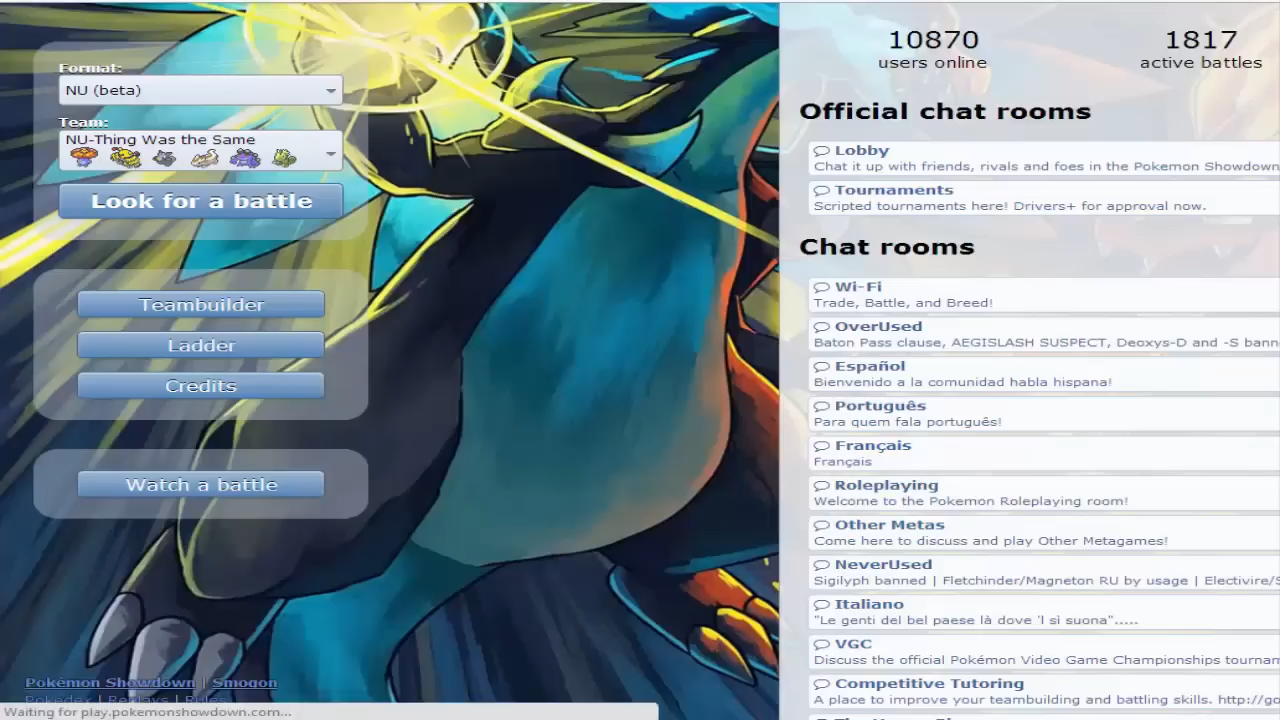 Format:
NU (beta)
Team:
NU-Thing Was the Same
Look for a battle
Teambuilder
Ladder
Credits
Watch a battle
Pokémon Showdown | Smogon
Pokédex | Replays | Rules
Waiting for play.pokemonshowdown.com...
10870
users online
1817
active battles
Official chat rooms
Lobby
Chat it up with friends, rivals and foes in the Pokemon Showdown
Tournaments
Scripted tournaments here! Drivers+ for approval now.
Chat rooms
Wi-Fi
Trade, Battle, and Breed!
OverUsed
Baton Pass clause, AEGISLASH SUSPECT, Deoxys-D and -S bann
Español
Bienvenido a la comunidad habla hispana!
Português
Para quem fala português!
Français
Français
Roleplaying
Welcome to the Pokemon Roleplaying room!
Other Metas
Come here to discuss and play Other Metagames!
NeverUsed
Sigilyph banned | Fletchinder/Magneton RU by usage | Electivire/S
Italiano
"Le genti del bel paese là dove 'l sì suona".....
VGC
Discuss the official Pokémon Video Game Championships tournam
Competitive Tutoring
A place to improve your teambuilding and battling skills. http://go